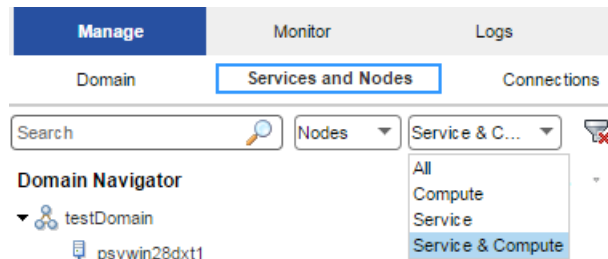 Manage Monitor Logs
Domain Services and Nodes Connections
Search Nodes Service & C...
All
Domain Navigator
Compute
testDomain
Service
Service & Compute
psvwin28dxt1